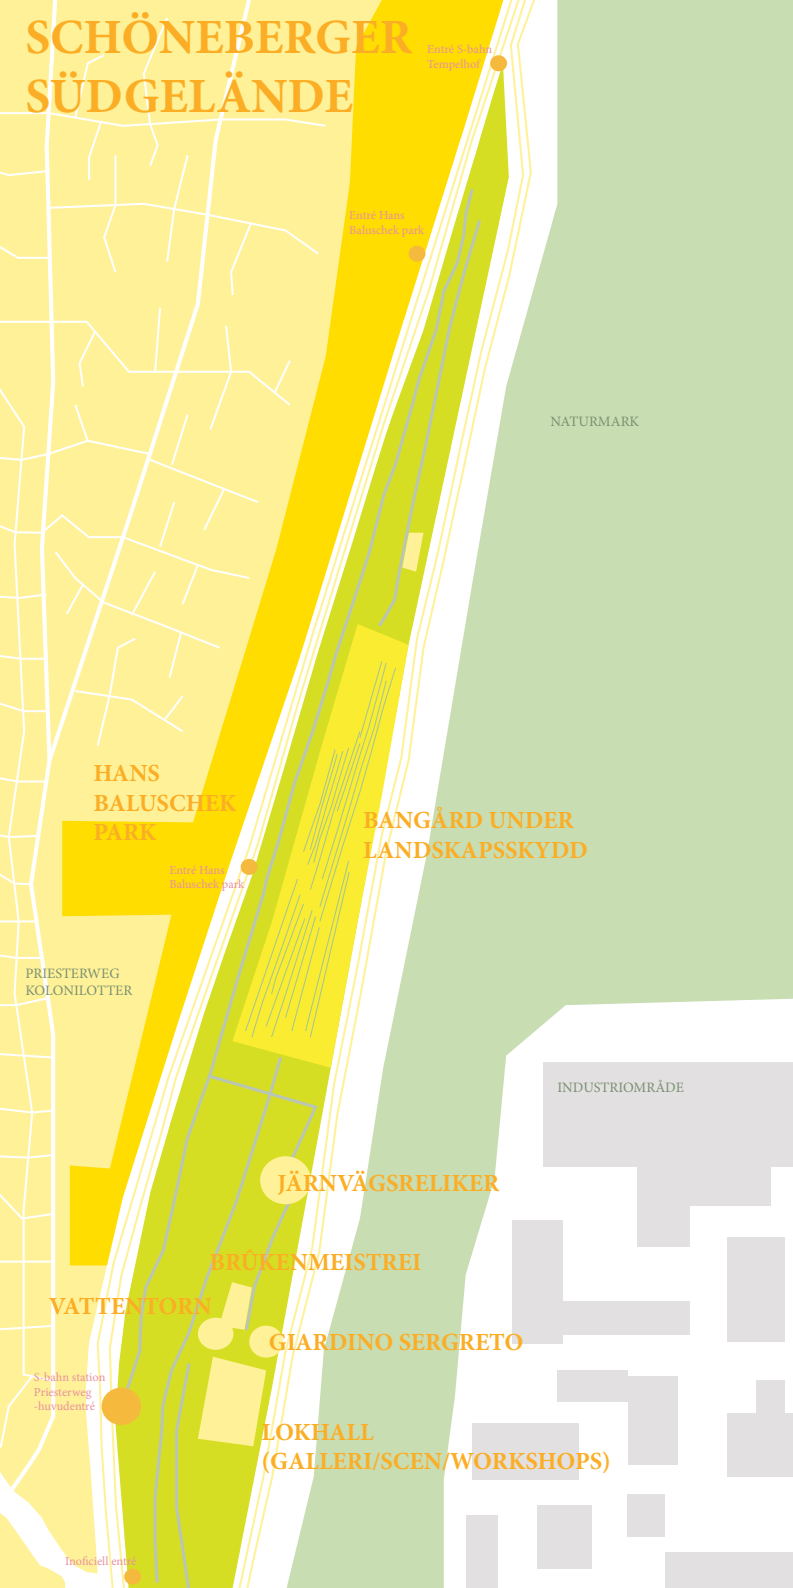 SCHÖNEBERGER
SÜDGELÄNDE
Entré S-bahn
Tempelhof
Entré Hans
Baluschek park
NATURMARK
HANS
BALUSCHEK
PARK
BANGÅRD UNDER
LANDSKAPSSKYDD
Entré Hans
Baluschek park
PRIESTERWEG
KOLONILOTTER
INDUSTRIOMRÅDE
JÄRNVÄGSRELIKER
BRÛKENMEISTREI
VATTENTORN
GIARDINO SERGRETO
S-bahn station
Priesterweg
-huvudentré
LOKHALL
(GALLERI/SCEN/WORKSHOPS)
Inoficiell entré